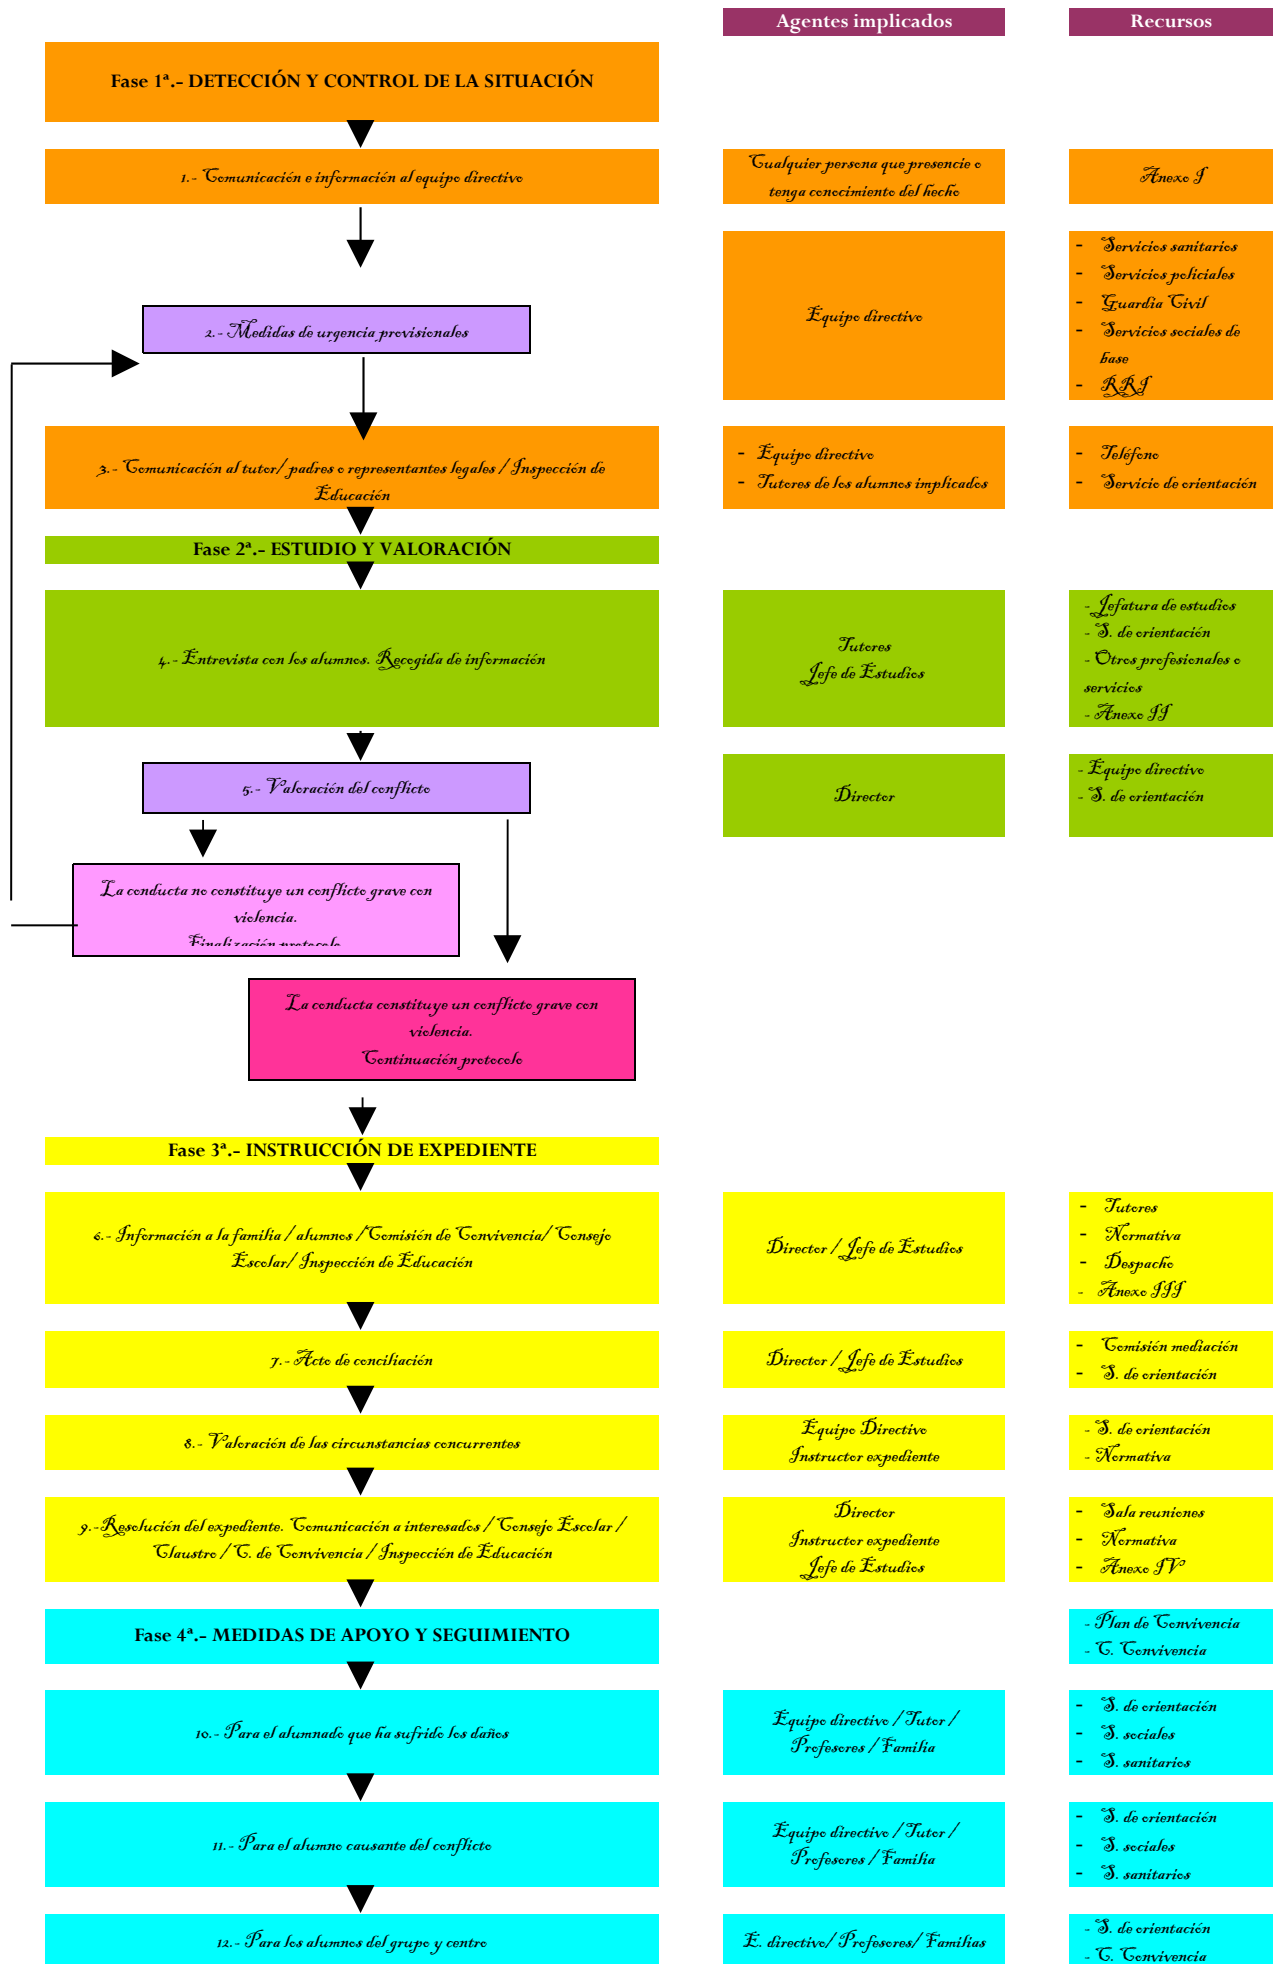 Agentes implicados
Recursos
Fase 1ª.- DETECCIÓN Y CONTROL DE LA SITUACIÓN
1.- Comunicación e información al equipo directivo
Cualquier persona que presencie o
tenga conocimiento del hecho
Anexo I
2.- Medidas de urgencia provisionales
Equipo directivo
- Servicios sanitarios
- Servicios policiales
- Guardia Civil
- Servicios sociales de
base
- RRI
3.- Comunicación al tutor/ padres o representantes legales / Inspección de
Educación
- Equipo directivo
- Tutores de los alumnos implicados
- Teléfono
- Servicio de orientación
Fase 2ª.- ESTUDIO Y VALORACIÓN
4.- Entrevista con los alumnos. Recogida de información
Tutores
Jefe de Estudios
- Jefatura de estudios
- S. de orientación
- Otros profesionales o
servicios
- Anexo II
5.- Valoración del conflicto
Director
- Equipo directivo
- S. de orientación
La conducta no constituye un conflicto grave con
violencia.
Finalización protocolo
La conducta constituye un conflicto grave con
violencia.
Continuación protocolo
Fase 3ª.- INSTRUCCIÓN DE EXPEDIENTE
6.- Información a la familia / alumnos /Comisión de Convivencia/ Consejo
Escolar/ Inspección de Educación
Director / Jefe de Estudios
- Tutores
- Normativa
- Despacho
- Anexo III
7.- Acto de conciliación
Director / Jefe de Estudios
- Comisión mediación
- S. de orientación
8.- Valoración de las circunstancias concurrentes
Equipo Directivo
Instructor expediente
- S. de orientación
- Normativa
9.-Resolución del expediente. Comunicación a interesados / Consejo Escolar /
Claustro / C. de Convivencia / Inspección de Educación
Director
Instructor expediente
Jefe de Estudios
- Sala reuniones
- Normativa
- Anexo IV
Fase 4ª.- MEDIDAS DE APOYO Y SEGUIMIENTO
- Plan de Convivencia
- C. Convivencia
10.- Para el alumnado que ha sufrido los daños
Equipo directivo / Tutor /
Profesores / Familia
- S. de orientación
- S. sociales
- S. sanitarios
11.- Para el alumno causante del conflicto
Equipo directivo / Tutor /
Profesores / Familia
- S. de orientación
- S. sociales
- S. sanitarios
12.- Para los alumnos del grupo y centro
E. directivo/ Profesores/ Familias
- S. de orientación
- C. Convivencia